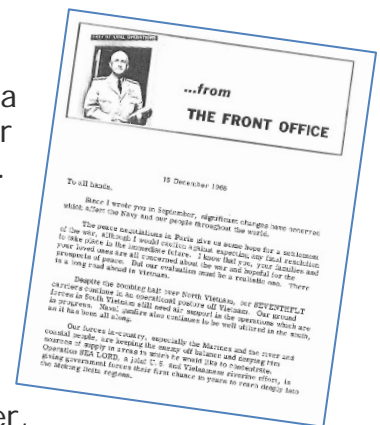 a
r
.
er,
CHIEF OF NAVAL OPERATIONS
...from
THE FRONT OFFICE
15 December 1968
To all hands,
Since I wrote you in September, significant changes have occurred
which affect the Navy and our people throughout the world.
The peace negotiations in Paris give us some hope for a settlement
of the war, although I would caution against expecting any final resolution
to take place in the immediate future. I know that you, your families and
your loved ones are all concerned about the war and hopeful for the
prospects of peace. But our evaluation must be a realistic one. There
is a long road ahead in Vietnam.
Despite the bombing halt over North Vietnam, our SEVENTHFLT
carriers continue in an operational posture off Vietnam. Our ground
forces in South Vietnam still need air support in the operations which are
in progress. Naval gunfire also continues to be well utilized in the south,
as it has been all along.
Our forces in-country, especially the Marines and the river and
coastal people, are keeping the enemy off balance and denying him
sources of supply in areas in which he would like to concentrate.
Operation SEA LORD, a joint U. S. and Vietnamese riverine effort, is
giving government forces their first chance in years to reach deeply into
the Mekong Delta regions.